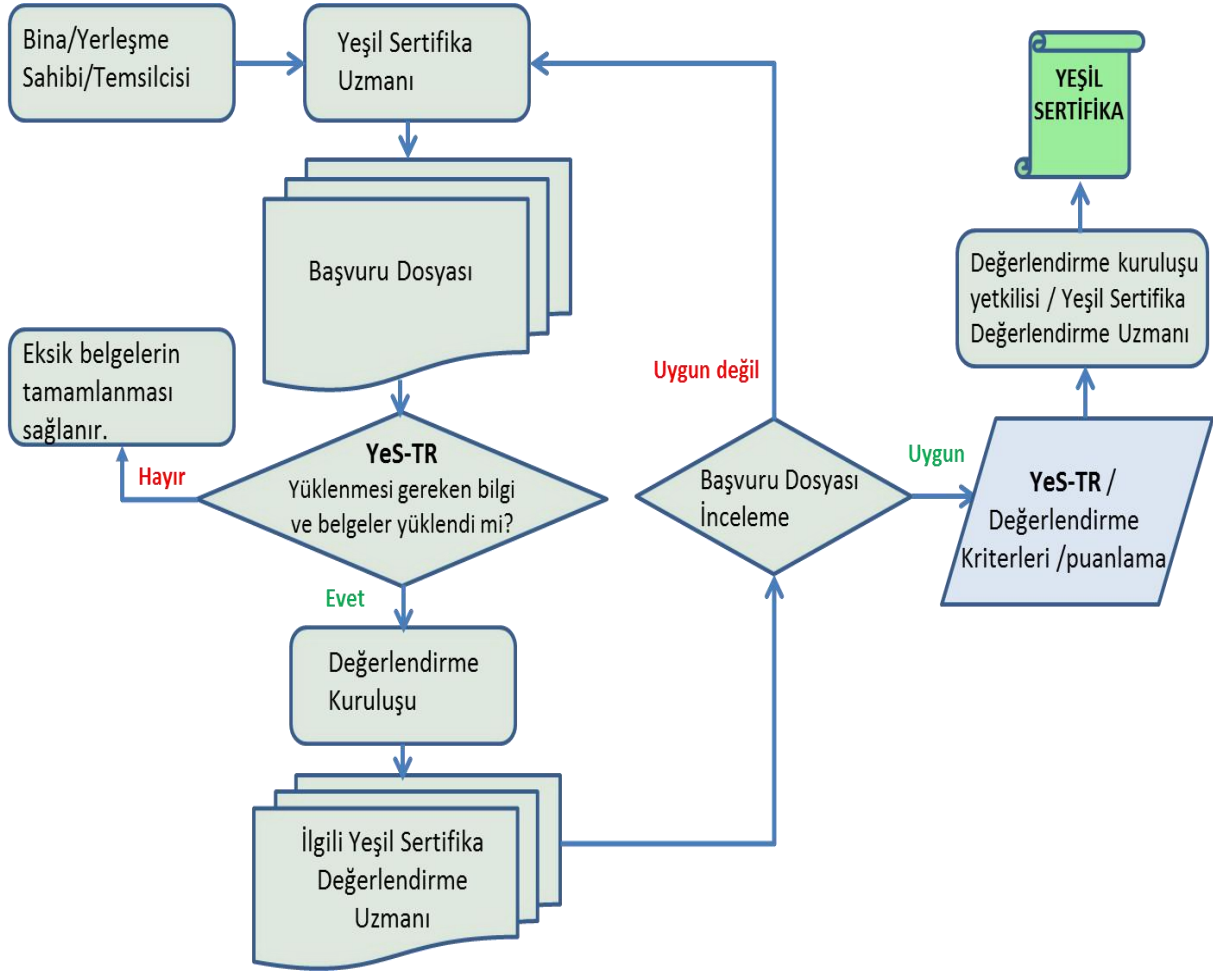 Bina/Yerleşme
Sahibi/Temsilcisi
Yeşil Sertifika
Uzmanı
Başvuru Dosyası
Eksik belgelerin
tamamlanması
sağlanır.
Hayır
YeS-TR
Yüklenmesi gereken bilgi
ve belgeler yüklendi mi?
Evet
Değerlendirme
Kuruluşu
İlgili Yeşil Sertifika
Değerlendirme
Uzmanı
Uygun değil
Başvuru Dosyası
İnceleme
Uygun
YeS-TR /
Değerlendirme
Kriterleri /puanlama
Değerlendirme kuruluşu
yetkilisi / Yeşil Sertifika
Değerlendirme Uzmanı
YEŞİL
SERTİFİKA